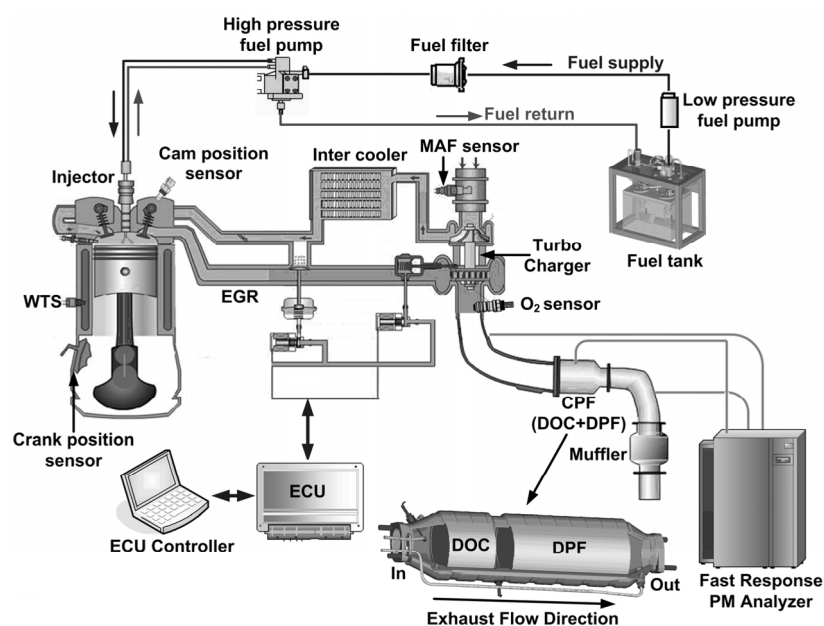 High pressure
fuel pump
Fuel filter
Fuel supply
Low pressure
fuel pump
Fuel return
Cam position
sensor
Injector
Inter cooler
MAF sensor
Turbo
Charger
Fuel tank
WTS
EGR
O2 sensor
CPF
(DOC+DPF)
Muffler
Crank position
sensor
ECU
ECU Controller
DOC
DPF
In
Out
Exhaust Flow Direction
Fast Response
PM Analyzer